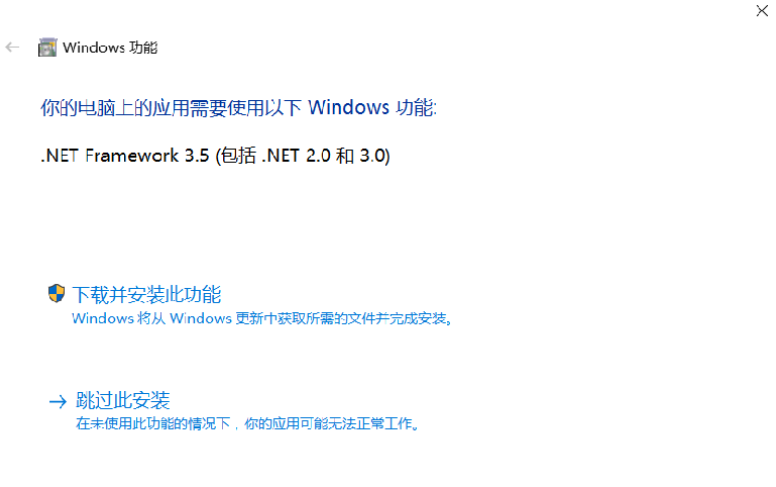 Windows 功能
你的电脑上的应用需要使用以下 Windows 功能:
.NET Framework 3.5 (包括 .NET 2.0 和 3.0)
下载并安装此功能
Windows 将从 Windows 更新中获取所需的文件并完成安装。
跳过此安装
在未使用此功能的情况下，你的应用可能无法正常工作。